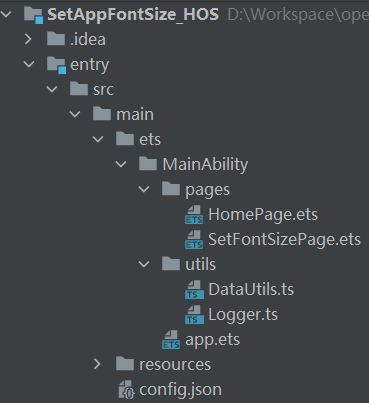 SetAppFontSize_HOS D:\Workspace\ope
.idea
entry
src
main
ets
MainAbility
pages
HomePage.ets
SetFontSizePage.ets
utils
DataUtils.ts
Logger.ts
app.ets
resources
config.json